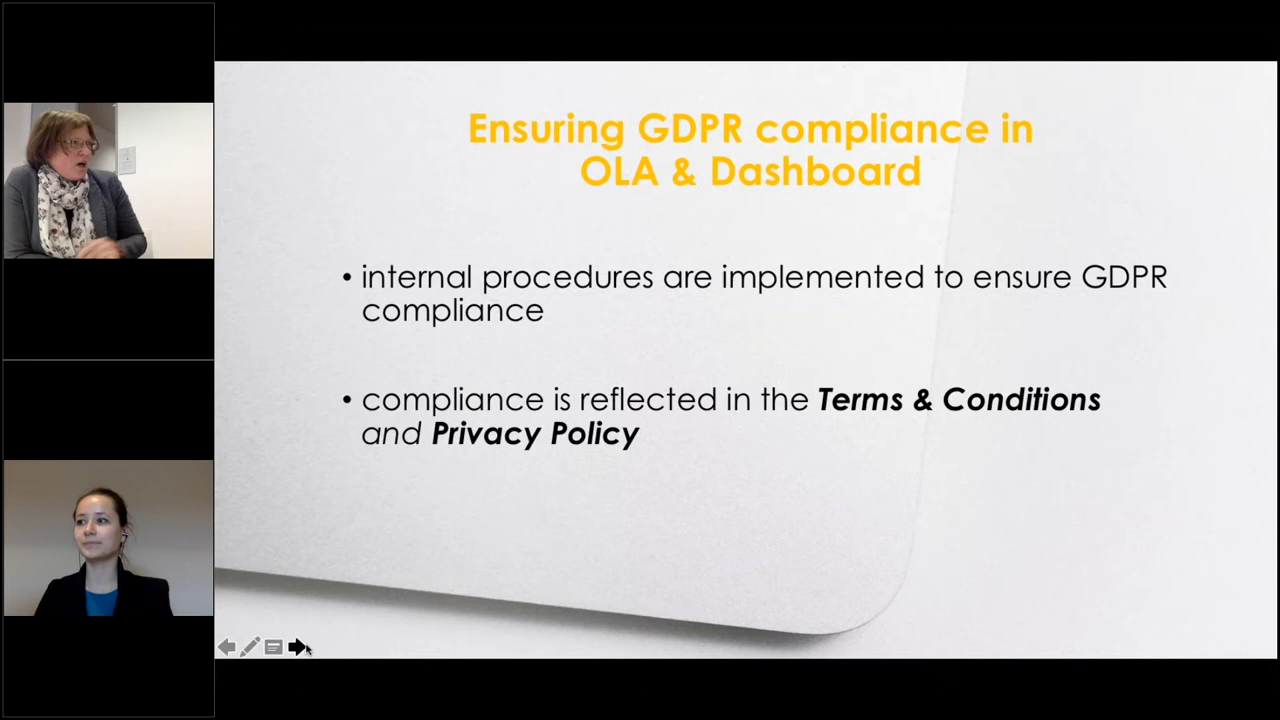 Ensuring GDPR compliance in
OLA & Dashboard
• internal procedures are implemented to ensure GDPR
compliance
• compliance is reflected in the Terms & Conditions
and Privacy Policy